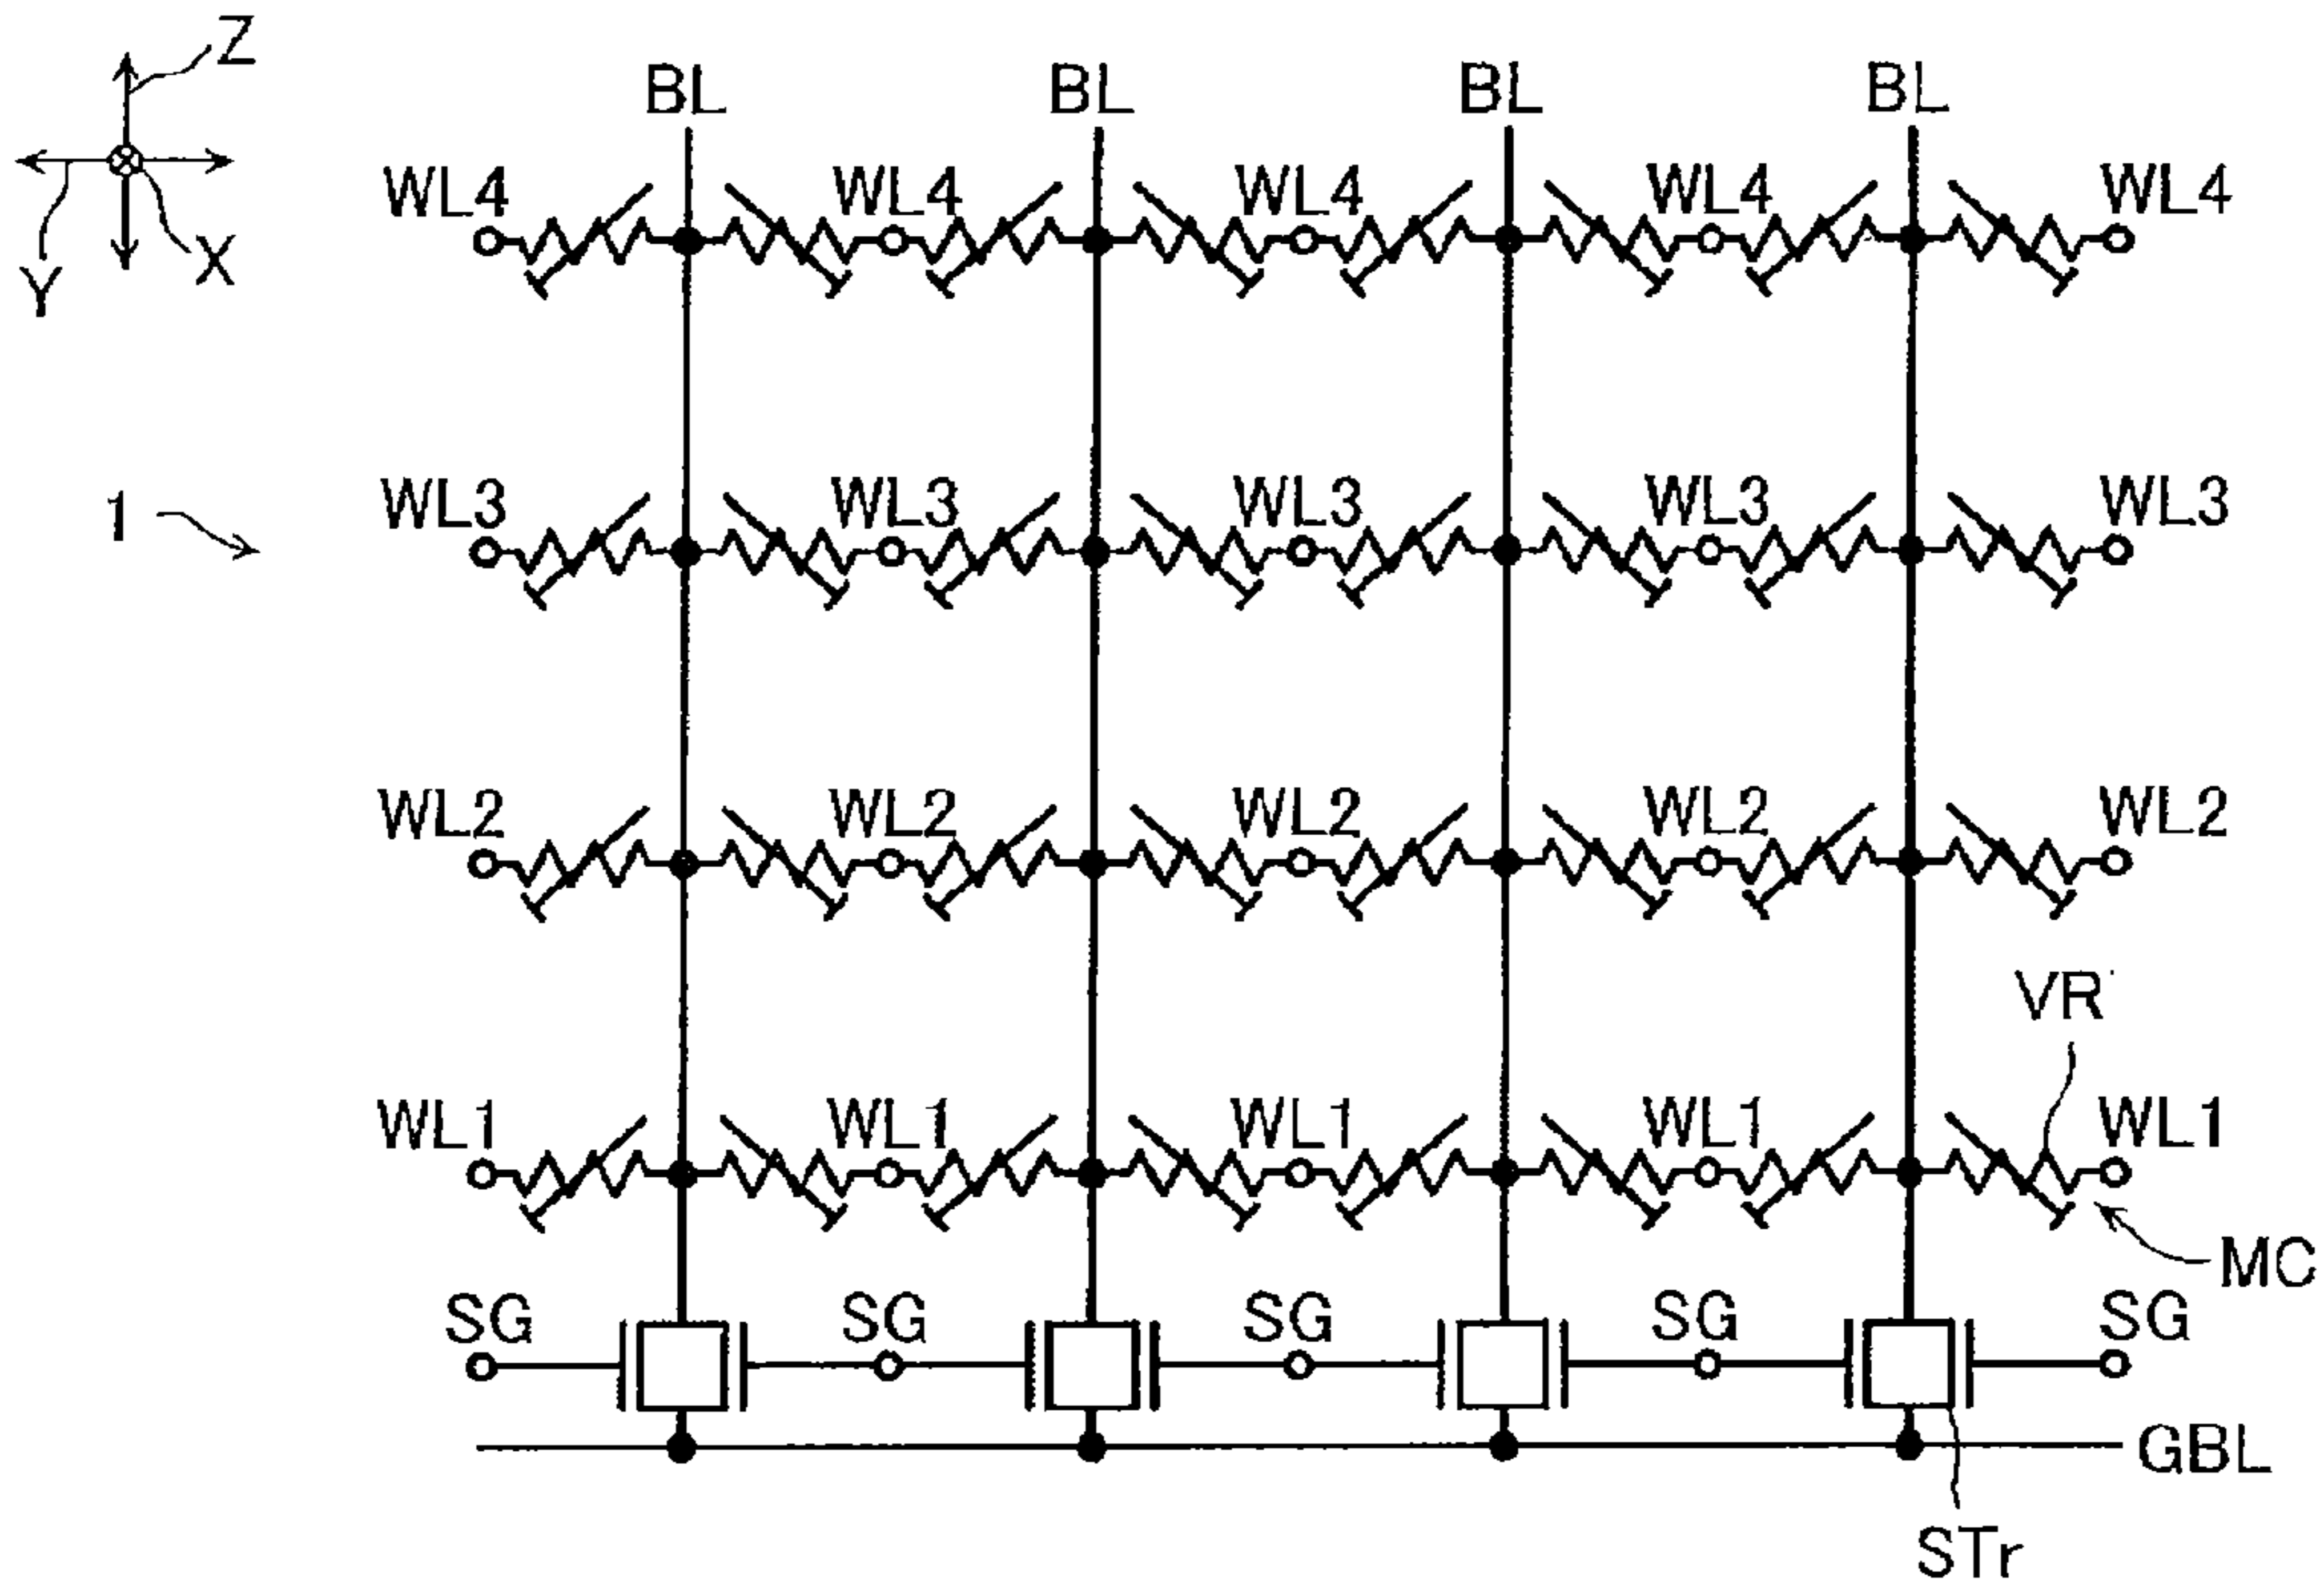 Z
BL BL BL BL
WL4 WL4 WL4 WL4 WL4
Y X
1
WL3 WL3 WL3 WL3 WL3
WL2 WL2 WL2 WL2 WL2
VR
WL1 WL1 WL1 WL1 WL1
MC
SG SG SG SG SG
GBL
STr